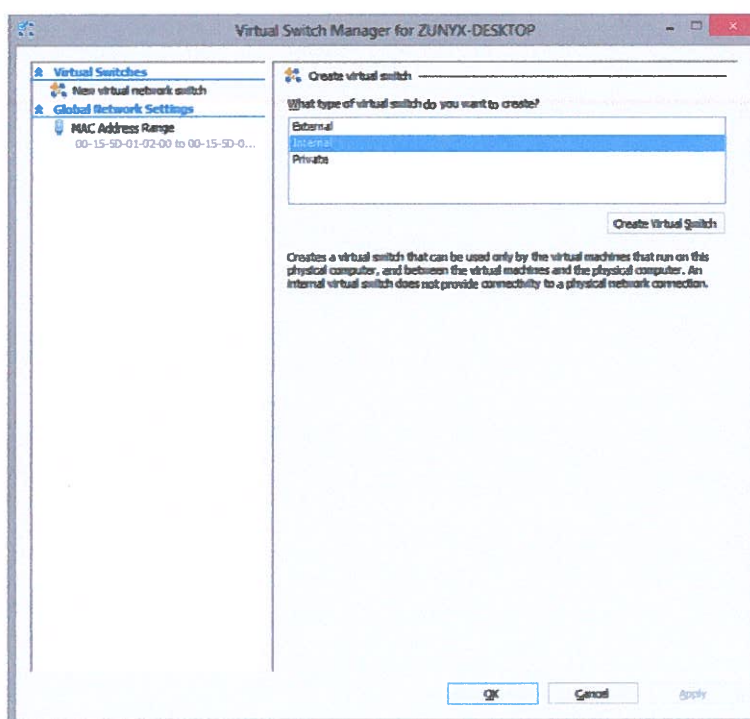 Virtual Switch Manager for ZUNYX-DESKTOP
Virtual Switches
New virtual network switch
Global Network Settings
MAC Address Range
00-15-5D-01-02-00 to 00-15-5D-0...
Create virtual switch
What type of virtual switch do you want to create?
External
Internal
Private
Create Virtual Switch
Creates a virtual switch that can be used only by the virtual machines that run on this
physical computer, and between the virtual machines and the physical computer. An
internal virtual switch does not provide connectivity to a physical network connection.
OK
Cancel
Apply